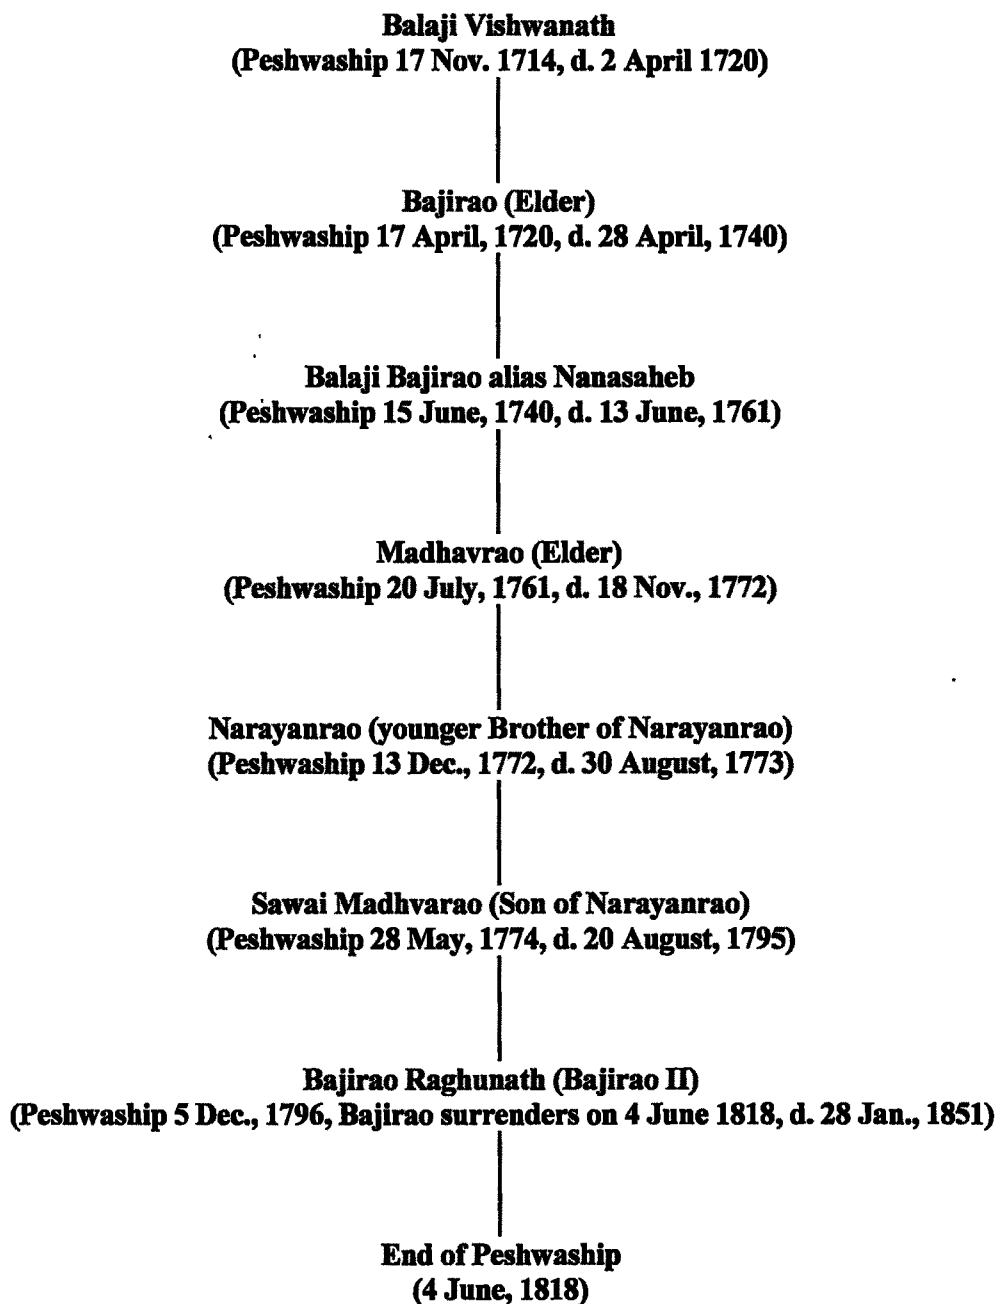 Balaji Vishwanath
(Peshwaship 17 Nov. 1714, d. 2 April 1720)
Bajirao (Elder)
(Peshwaship 17 April, 1720, d. 28 April, 1740)
Balaji Bajirao alias Nanasaheb
(Peshwaship 15 June, 1740, d. 13 June, 1761)
Madhavrao (Elder)
(Peshwaship 20 July, 1761, d. 18 Nov., 1772)
Narayanrao (younger Brother of Narayanrao)
(Peshwaship 13 Dec., 1772, d. 30 August, 1773)
Sawai Madhvarao (Son of Narayanrao)
(Peshwaship 28 May, 1774, d. 20 August, 1795)
Bajirao Raghunath (Bajirao II)
(Peshwaship 5 Dec., 1796, Bajirao surrenders on 4 June 1818, d. 28 Jan., 1851)
End of Peshwaship
(4 June, 1818)